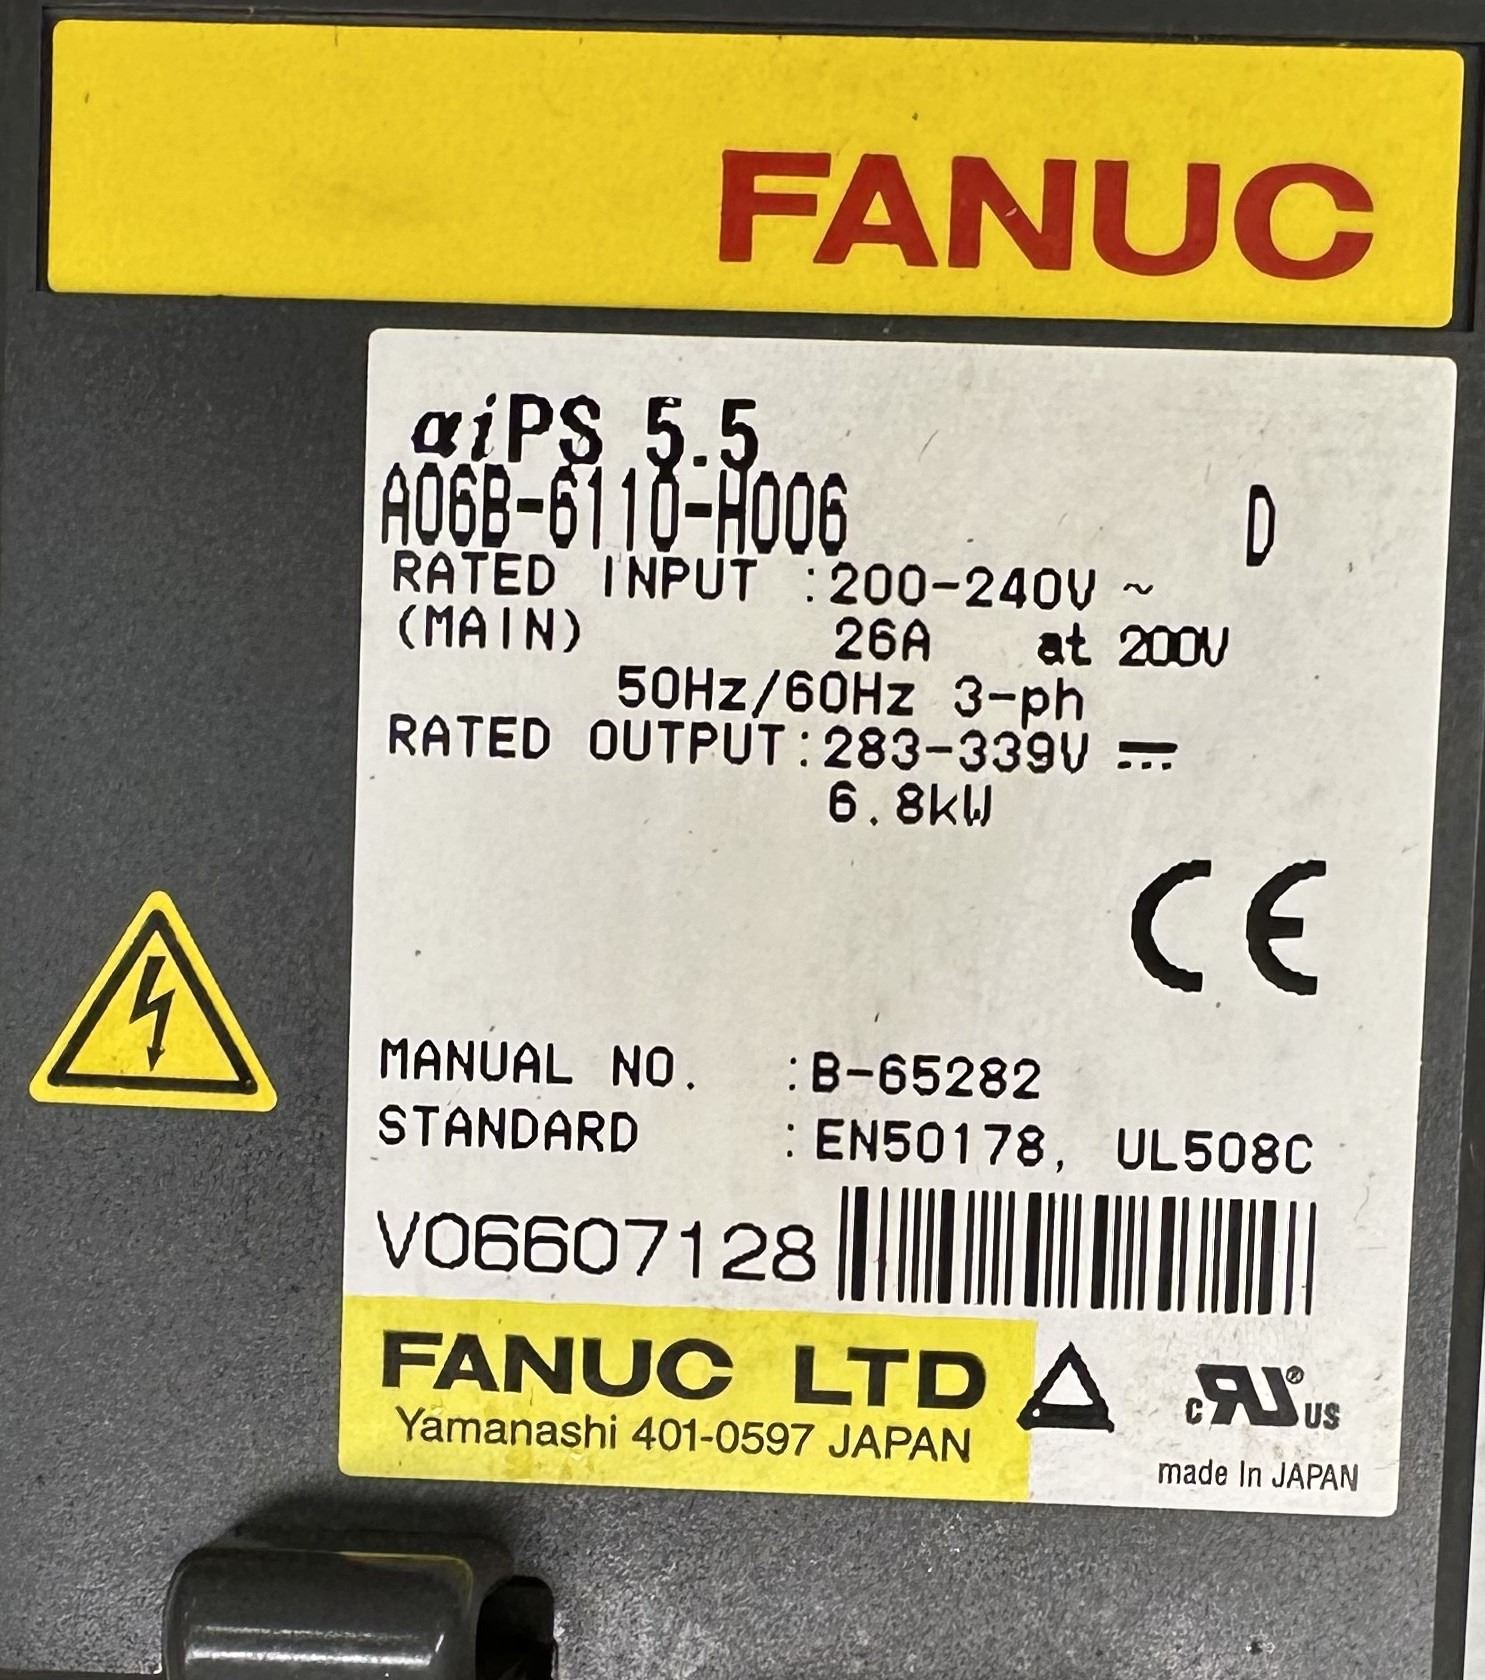 FANUC
αiPS 5.5
A06B-6110-H006 D
RATED INPUT :200-240V ~
(MAIN) 26A at 200V
50Hz/60Hz 3-ph
RATED OUTPUT:283-339V ⎓
6.8kW
CE
MANUAL NO. :B-65282
STANDARD :EN50178, UL508C
V06607128
FANUC LTD
Yamanashi 401-0597 JAPAN
c RU ® US
made In JAPAN